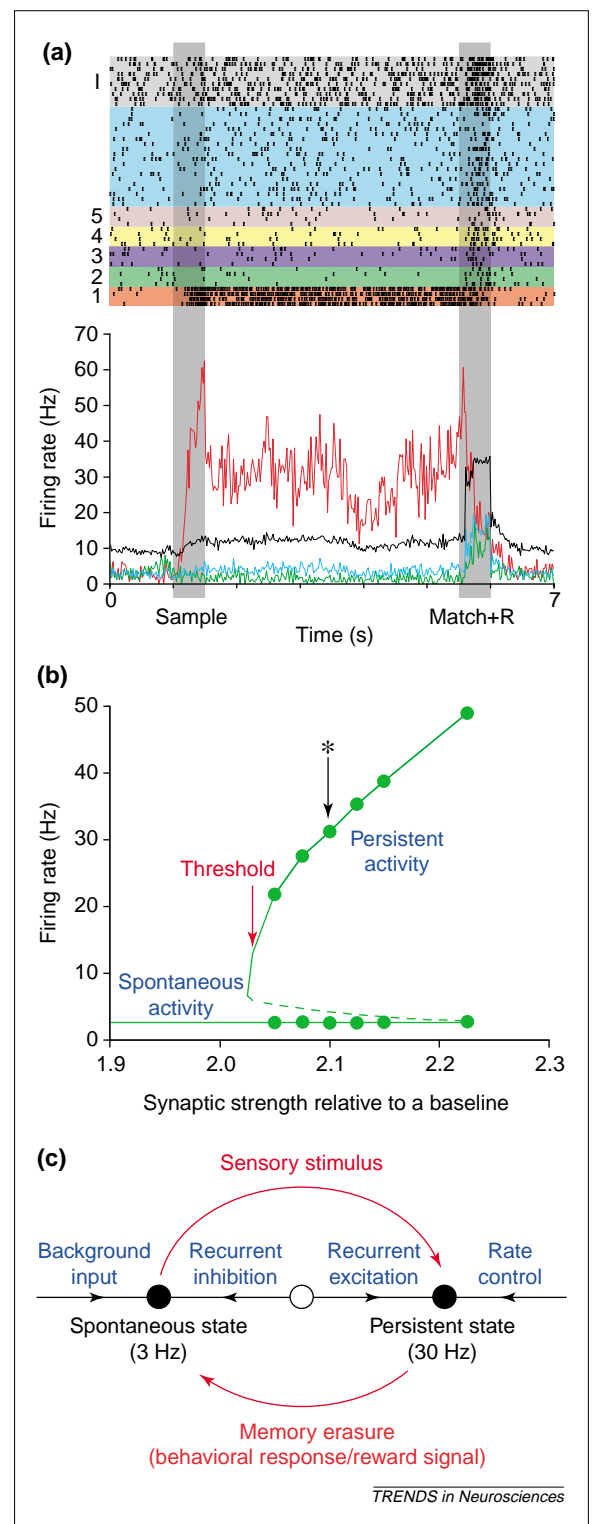 (a)
I
5
4
3
2
1
70
60
50
40
30
20
10
0
Firing rate (Hz)
0
7
Sample
Match+R
Time (s)
(b)
50
40
30
20
10
0
Firing rate (Hz)
*
Persistent
activity
Threshold
Spontaneous
activity
1.9 2.0 2.1 2.2 2.3
Synaptic strength relative to a baseline
(c)
Sensory stimulus
Background
input
Recurrent
inhibition
Recurrent
excitation
Rate
control
Spontaneous state
(3 Hz)
Persistent state
(30 Hz)
Memory erasure
(behavioral response/reward signal)
TRENDS in Neurosciences